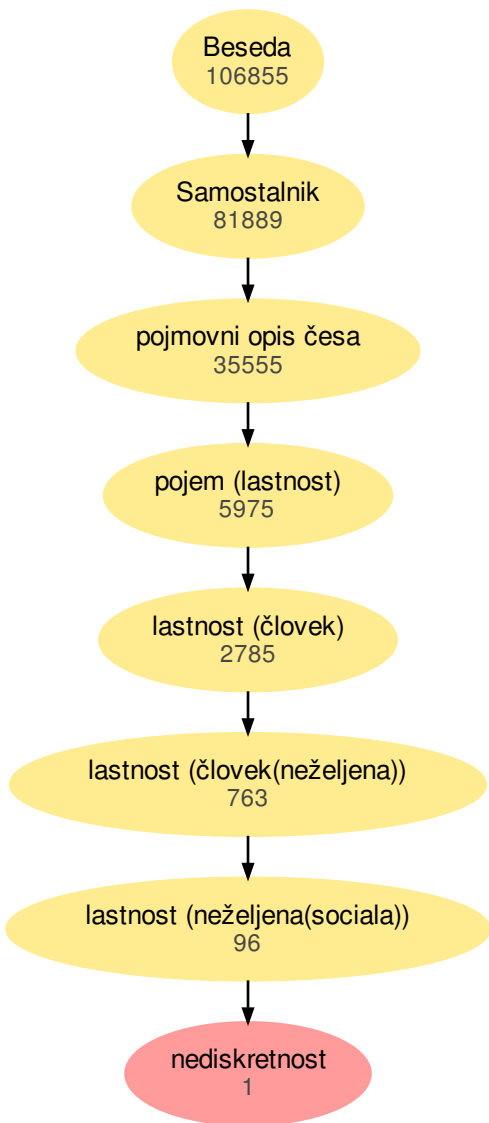 Beseda
106855
Samostalnik
81889
pojmovni opis česa
35555
pojem (lastnost)
5975
lastnost (človek)
2785
lastnost (človek(neželjena))
763
lastnost (neželjena(sociala))
96
nediskretnost
1